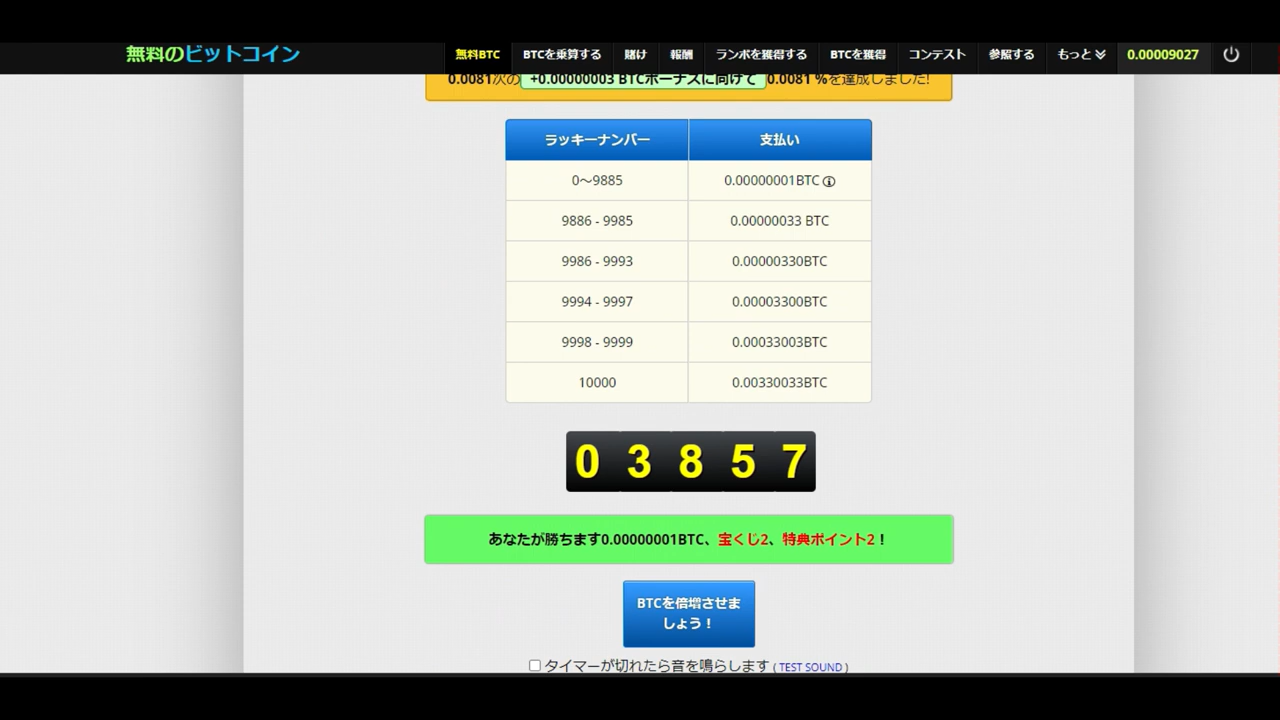 無料のビットコイン
無料BTC BTCを乗算する 賭け 報酬 ランボを獲得する BTCを獲得 コンテスト 参照する もっと 0.00009027
0.0081次の +0.00000003 BTCボーナスに向けて 0.0081 %を達成しました!
ラッキーナンバー 支払い
0〜9885 0.00000001BTC
9886 - 9985 0.00000033 BTC
9986 - 9993 0.00000330BTC
9994 - 9997 0.00003300BTC
9998 - 9999 0.00033003BTC
10000 0.00330033BTC
0 3 8 5 7
あなたが勝ちます0.00000001BTC、宝くじ2、特典ポイント2！
BTCを倍増させま
しょう！
タイマーが切れたら音を鳴らします ( TEST SOUND )